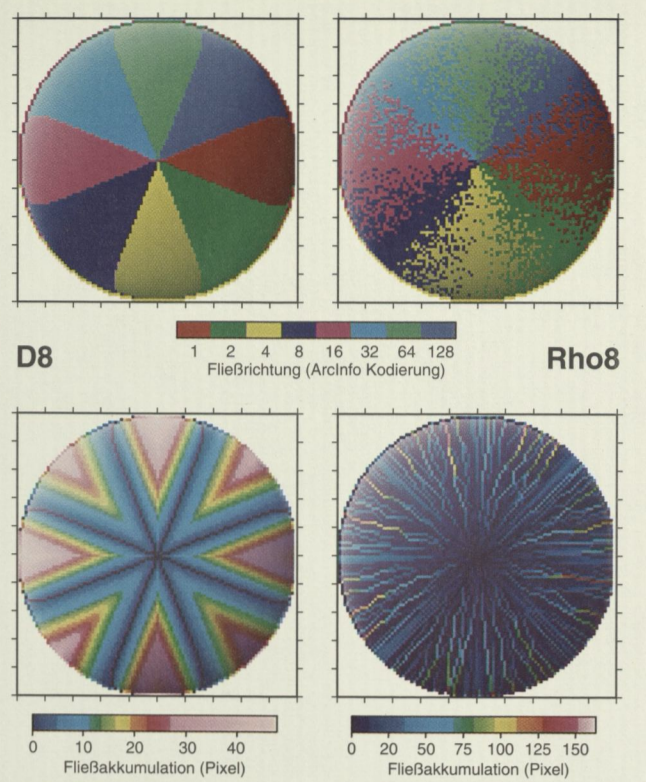 1 2 4 8 16 32 64 128
D8
Fließrichtung (ArcInfo Kodierung)
Rho8
0 10 20 30 40
Fließakkumulation (Pixel)
0 20 50 75 100 125 150
Fließakkumulation (Pixel)